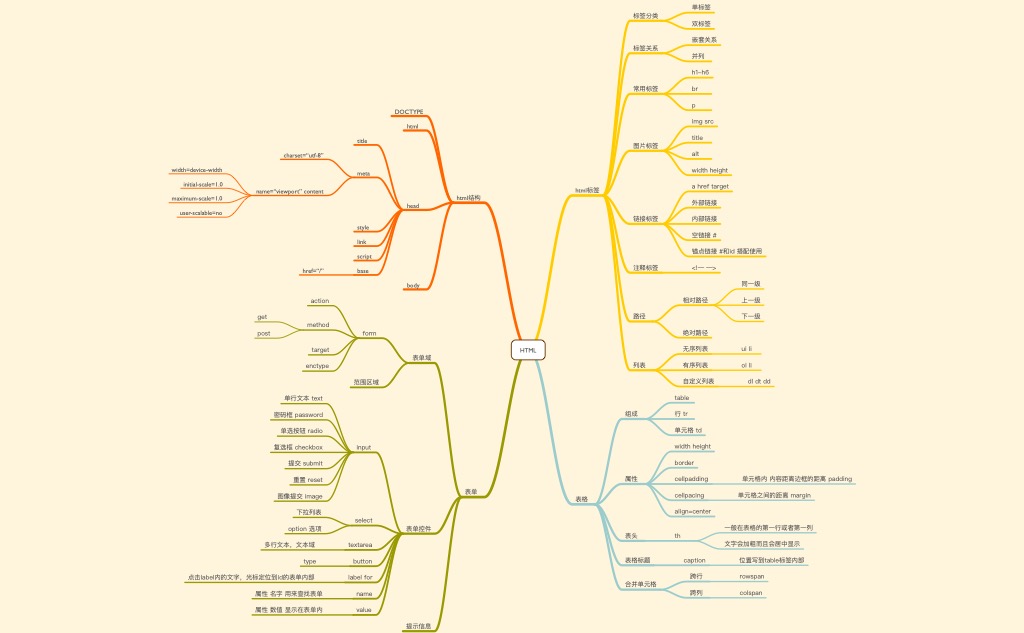 HTML
html结构
DOCTYPE
html
head
title
meta
charset="utf-8"
name="viewport" content
width=device-width
initial-scale=1.0
maximum-scale=1.0
user-scalable=no
style
link
script
base
href="/"
body
html标签
标签分类
单标签
双标签
标签关系
嵌套关系
并列
常用标签
h1-h6
br
p
图片标签
img src
title
alt
width height
链接标签
a href target
外部链接
内部链接
空链接 #
锚点链接 #和id 搭配使用
注释标签
<!-- -->
路径
相对路径
同一级
上一级
下一级
绝对路径
列表
无序列表
ui li
有序列表
ol li
自定义列表
dl dt dd
表单
表单域
form
action
method
get
post
target
enctype
范围区域
表单控件
input
单行文本 text
密码框 password
单选按钮 radio
复选框 checkbox
提交 submit
重置 reset
图像提交 image
select
下拉列表
option 选项
textarea
多行文本，文本域
button
type
label for
点击label内的文字，光标定位到id的表单内部
name
属性 名字 用来查找表单
value
属性 数值 显示在表单内
提示信息
表格
组成
table
行 tr
单元格 td
属性
width height
border
cellpadding
单元格内 内容距离边框的距离 padding
cellpacing
单元格之间的距离 margin
align=center
表头
th
一般在表格的第一行或者第一列
文字会加粗而且会居中显示
表格标题
caption
位置写到table标签内部
合并单元格
跨行
rowspan
跨列
colspan